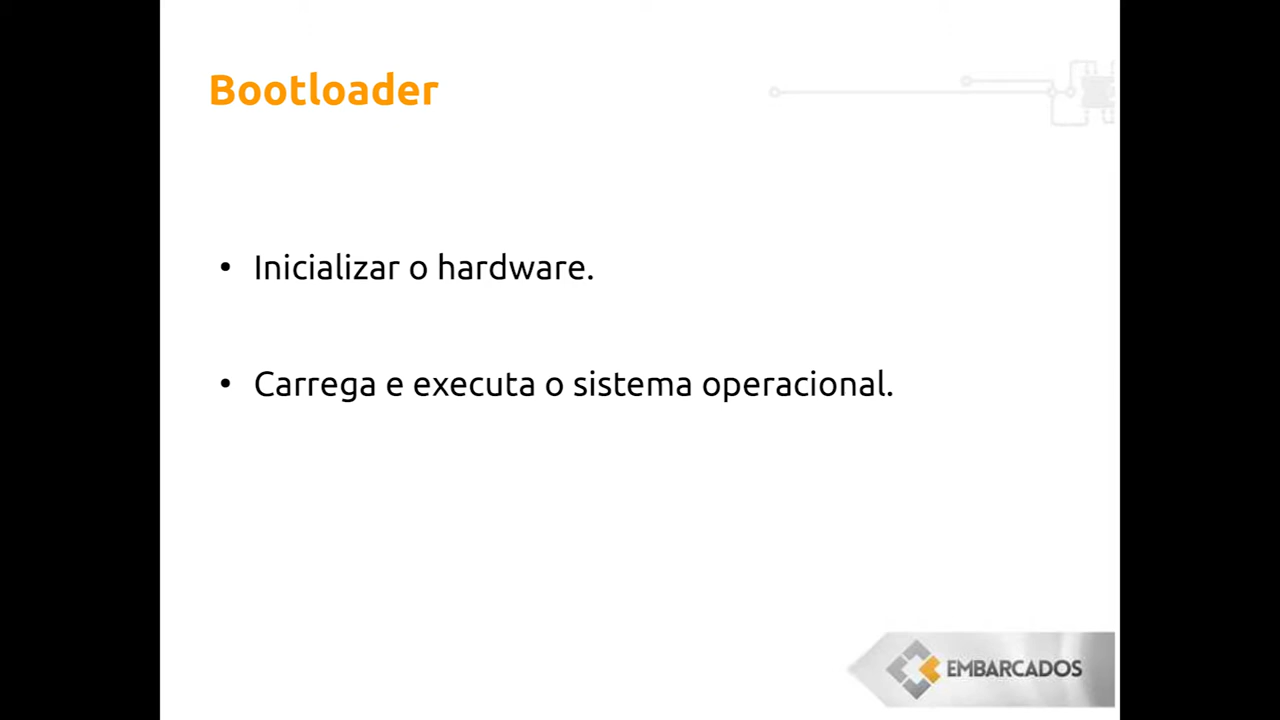 Bootloader
• Inicializar o hardware.
• Carrega e executa o sistema operacional.
EMBARCADOS